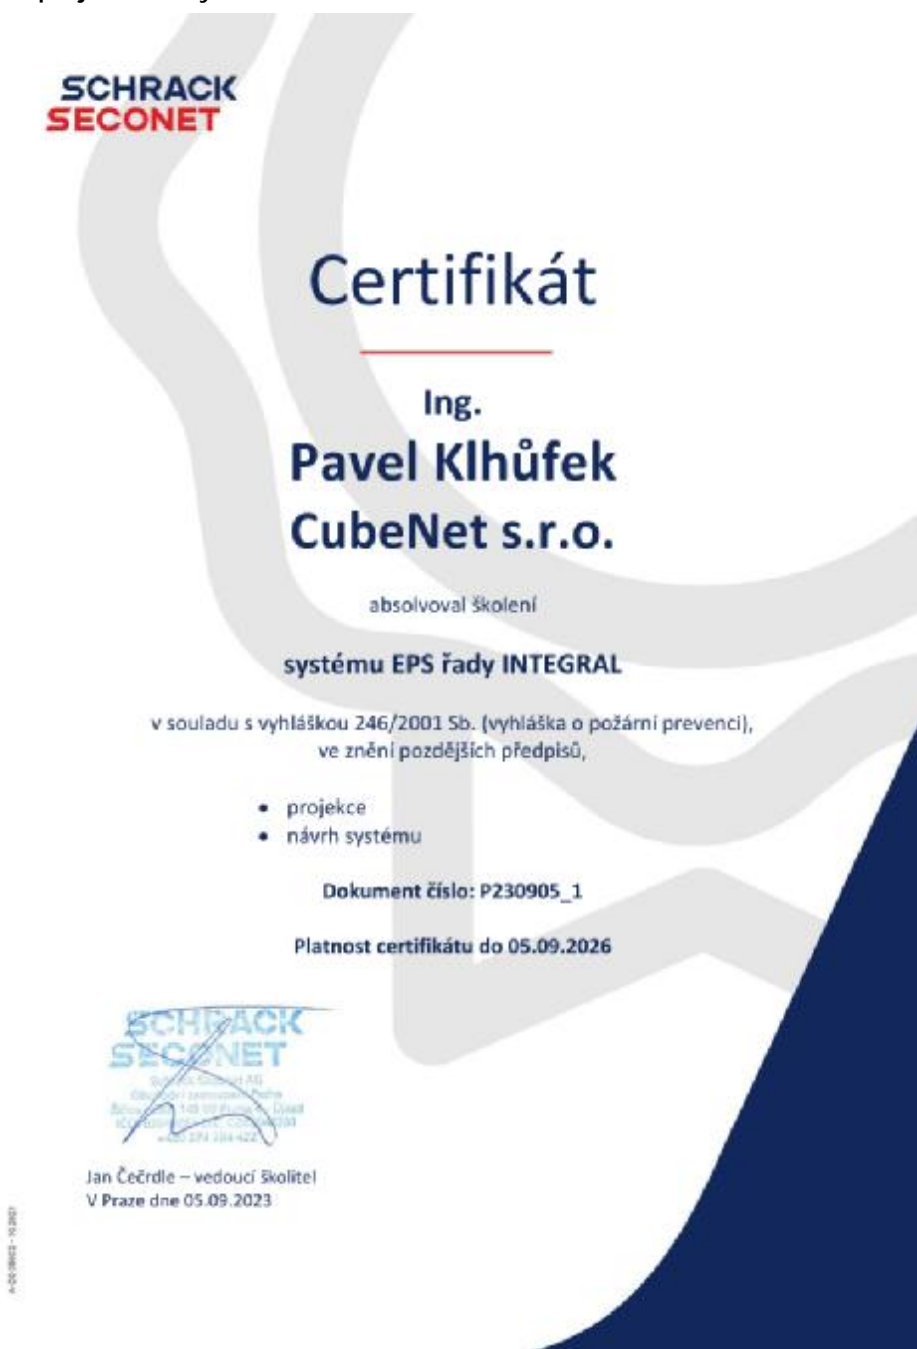 SCHRACK
SECONET
Certifikát
Ing.
Pavel Klhůfek
CubeNet s.r.o.
absolvoval školení
systému EPS řady INTEGRAL
v souladu s vyhláškou 246/2001 Sb. (vyhláška o požární prevenci),
ve znění pozdějších předpisů,
• projekce
• návrh systému
Dokument číslo: P230905_1
Platnost certifikátu do 05.09.2026
SCHRACK
SECONET
Jan Čečrdle – vedoucí školitel
V Praze dne 05.09.2023